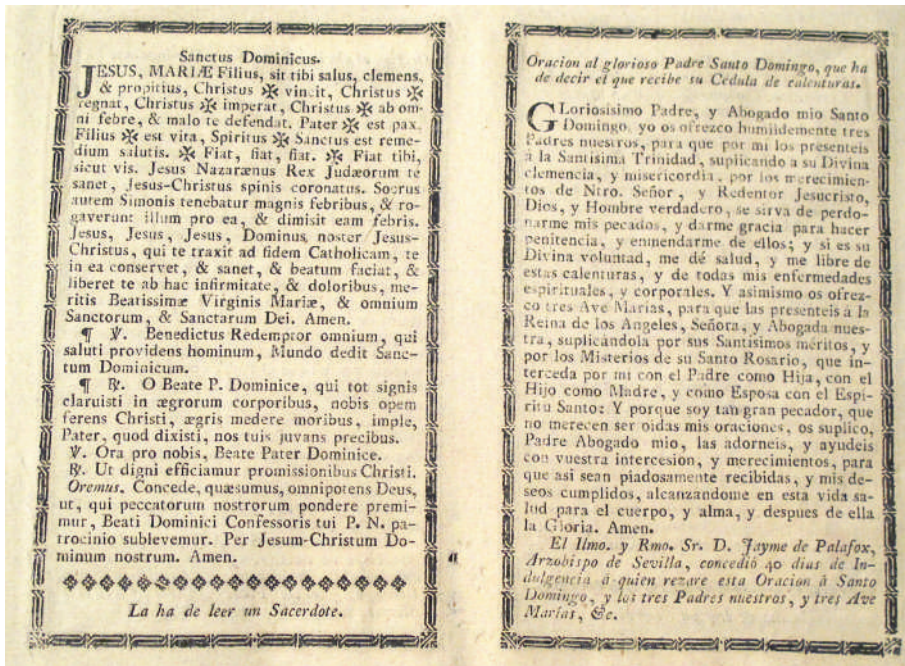 Sanctus Dominicus.
JESUS, MARIÆ Filius, sit tibi salus, clemens,
& propitius, Christus ✠ vincit, Christus ✠
regnat, Christus ✠ imperat, Christus ✠ ab om-
ni febre, & malo te defendat. Pater ✠ est pax.
Filius ✠ est vita, Spiritus ✠ Sanctus est reme-
dium salutis. ✠ Fiat, fiat, fiat. ✠ Fiat tibi,
sicut vis. Jesus Nazarænus Rex Judæorum te
sanet, Jesus-Christus spinis coronatus. Socrus
autem Simonis tenebatur magnis febribus, & ro-
gaverunt illum pro ea, & dimisit eam febris.
Jesus, Jesus, Jesus, Dominus noster Jesus-
Christus, qui te traxit ad fidem Catholicam, te
in ea conservet, & sanet, & beatum faciat, &
liberet te ab hac infirmitate, & doloribus, me-
ritis Beatissimæ Virginis Mariæ, & omnium
Sanctorum, & Sanctarum Dei. Amen.
¶ ℣. Benedictus Redemptor omnium, qui
saluti providens hominum, Mundo dedit Sanc-
tum Dominicum.
¶ ℟. O Beate P. Dominice, qui tot signis
claruisti in ægrorum corporibus, nobis opem
ferens Christi, ægris medere moribus, imple,
Pater, quod dixisti, nos tuis juvans precibus.
℣. Ora pro nobis, Beate Pater Dominice.
℟. Ut digni efficiamur promissionibus Christi.
Oremus. Concede, quæsumus, omnipotens Deus,
ut, qui peccatorum nostrorum pondere premi-
mur, Beati Dominici Confessoris tui P. N. pa-
trocinio sublevemur. Per Jesum-Christum Do-
minum nostrum. Amen.
La ha de leer un Sacerdote.
Oracion al glorioso Padre Santo Domingo, que ha
de decir el que recibe su Cedula de calenturas.
GLoriosisimo Padre, y Abogado mio Santo
Domingo, yo os ofrezco humildemente tres
Padres nuestros, para que por mi los presenteis
á la Santisima Trinidad, suplicando a su Divina
clemencia, y misericordia, por los merecimien-
tos de Ntro. Señor, y Redentor Jesucristo,
Dios, y Hombre verdadero, se sirva de perdo-
narme mis pecados, y darme gracia para hacer
penitencia, y enmendarme de ellos; y si es su
Divina voluntad, me dé salud, y me libre de
estas calenturas, y de todas mis enfermedades
espirituales, y corporales. Y asimismo os ofrez-
co tres Ave Marias, para que las presenteis á la
Reina de los Angeles, Señora, y Abogada nues-
tra, suplicándola por sus Santisimos méritos, y
por los Misterios de su Santo Rosario, que in-
terceda por mi con el Padre como Hija, con el
Hijo como Madre, y como Esposa con el Espi-
ritu Santo: Y porque soy tan gran pecador, que
no merecen ser oidas mis oraciones, os suplico,
Padre Abogado mio, las adorneis, y ayudeis
con vuestra intercesion, y merecimientos, para
que asi sean piadosamente recibidas, y mis de-
seos cumplidos, alcanzandome en esta vida sa-
lud para el cuerpo, y alma, y despues de ella
la Gloria. Amen.
El Ilmo. y Rmo. Sr. D. Jayme de Palafox,
Arzobispo de Sevilla, concedió 40 dias de In-
dulgencia á quien rezare esta Oracion á Santo
Domingo, y los tres Padres nuestros, y tres Ave
Marias, &c.